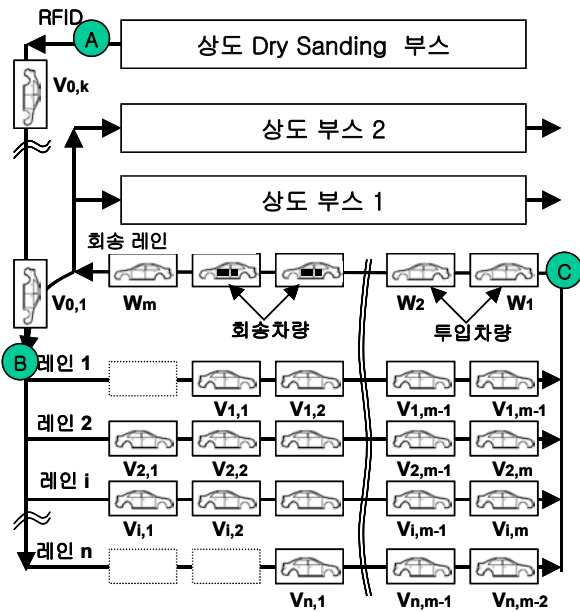 RFID
A
상도 Dry Sanding 부스
V0,k
상도 부스 2
상도 부스 1
회송 레인
C
V0,1
Wm
W2
W1
회송차량
투입차량
B
레인 1
V1,1
V1,2
V1,m-1
V1,m-1
레인 2
V2,1
V2,2
V2,m-1
V2,m
레인 i
Vi,1
Vi,2
Vi,m-1
Vi,m
레인 n
Vn,1
Vn,m-1
Vn,m-2